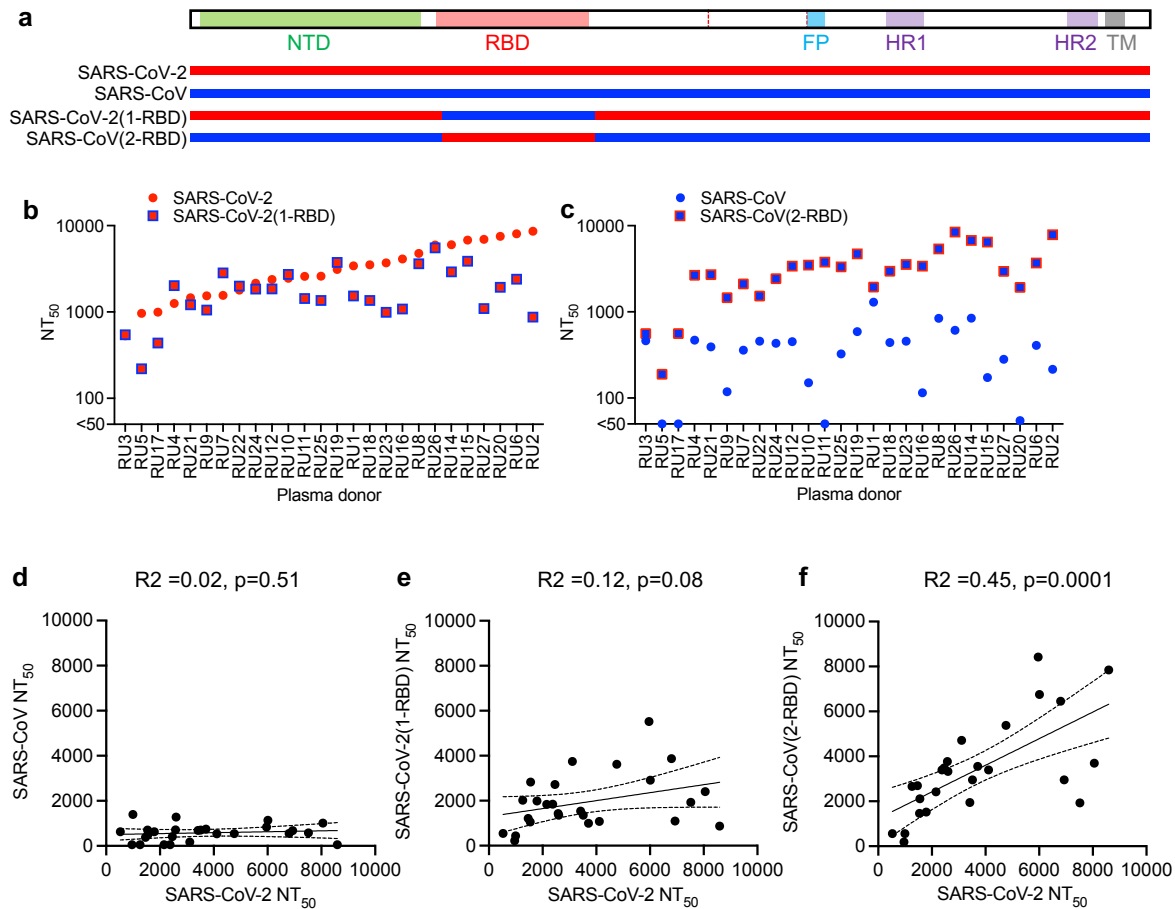 a
NTD RBD FP HR1 HR2 TM
SARS-CoV-2
SARS-CoV
SARS-CoV-2(1-RBD)
SARS-CoV(2-RBD)
b
SARS-CoV-2
SARS-CoV-2(1-RBD)
10000
1000
100
<50
NT50
RU3 RU5 RU17 RU4 RU21 RU9 RU7 RU22 RU24 RU12 RU10 RU11 RU25 RU19 RU1 RU18 RU23 RU16 RU8 RU26 RU14 RU15 RU27 RU20 RU6 RU2
Plasma donor
c
SARS-CoV
SARS-CoV(2-RBD)
10000
1000
100
<50
NT50
RU3 RU5 RU17 RU4 RU21 RU9 RU7 RU22 RU24 RU12 RU10 RU11 RU25 RU19 RU1 RU18 RU23 RU16 RU8 RU26 RU14 RU15 RU27 RU20 RU6 RU2
Plasma donor
d
R2 =0.02, p=0.51
10000
8000
6000
4000
2000
0
SARS-CoV NT50
0 2000 4000 6000 8000 10000
SARS-CoV-2 NT50
e
R2 =0.12, p=0.08
10000
8000
6000
4000
2000
0
SARS-CoV-2(1-RBD) NT50
0 2000 4000 6000 8000 10000
SARS-CoV-2 NT50
f
R2 =0.45, p=0.0001
10000
8000
6000
4000
2000
0
SARS-CoV(2-RBD) NT50
0 2000 4000 6000 8000 10000
SARS-CoV-2 NT50